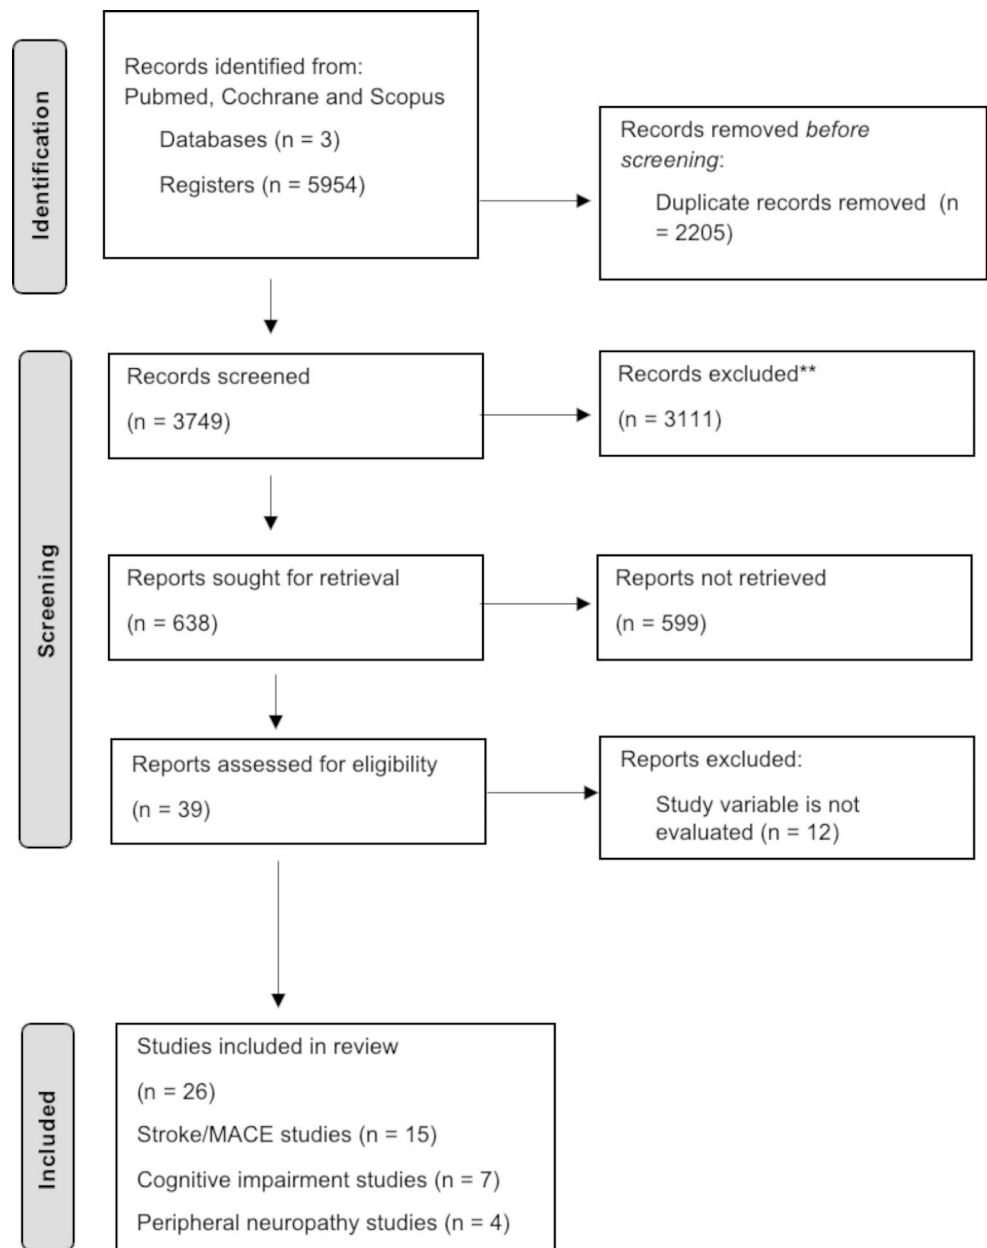 Identification
Records identified from:
Pubmed, Cochrane and Scopus
Databases (n = 3)
Registers (n = 5954)
Records removed before
screening:
Duplicate records removed (n
= 2205)
Screening
Records screened
(n = 3749)
Records excluded**
(n = 3111)
Reports sought for retrieval
(n = 638)
Reports not retrieved
(n = 599)
Reports assessed for eligibility
(n = 39)
Reports excluded:
Study variable is not
evaluated (n = 12)
Included
Studies included in review
(n = 26)
Stroke/MACE studies (n = 15)
Cognitive impairment studies (n = 7)
Peripheral neuropathy studies (n = 4)